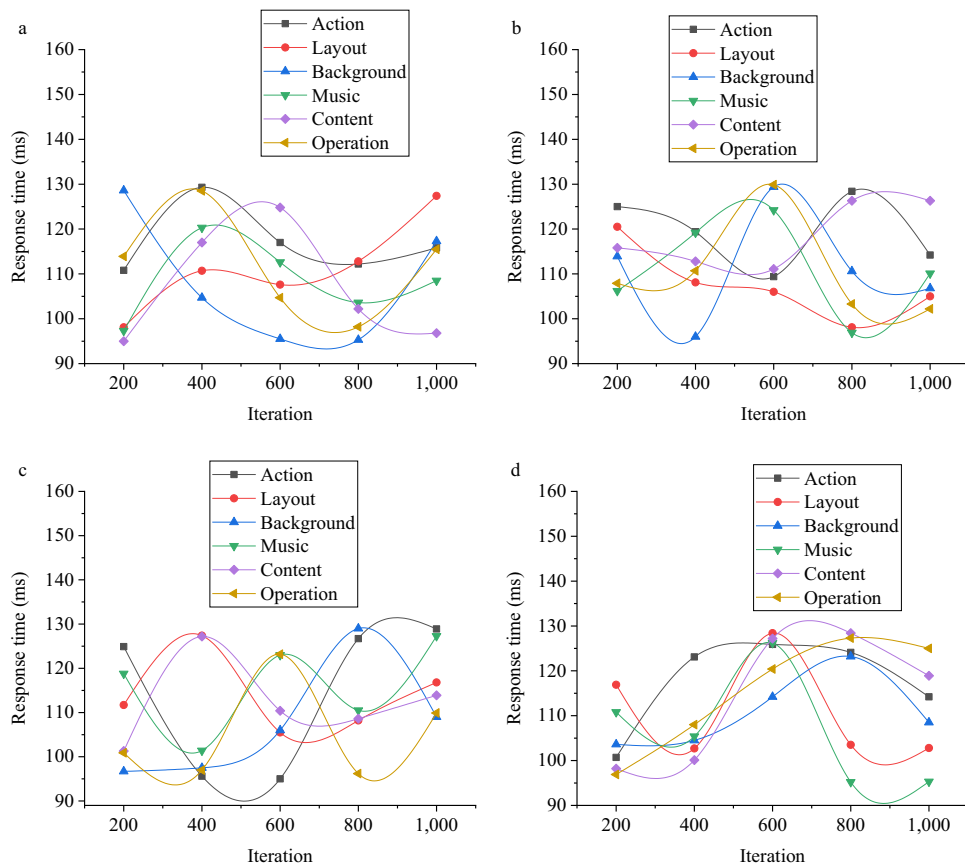 a
Action
Layout
Background
Music
Content
Operation
160
150
140
130
120
110
100
90
Response time (ms)
200 400 600 800 1,000
Iteration
b
Action
Layout
Background
Music
Content
Operation
160
150
140
130
120
110
100
90
Response time (ms)
200 400 600 800 1,000
Iteration
c
Action
Layout
Background
Music
Content
Operation
160
150
140
130
120
110
100
90
Response time (ms)
200 400 600 800 1,000
Iteration
d
Action
Layout
Background
Music
Content
Operation
160
150
140
130
120
110
100
90
Response time (ms)
200 400 600 800 1,000
Iteration